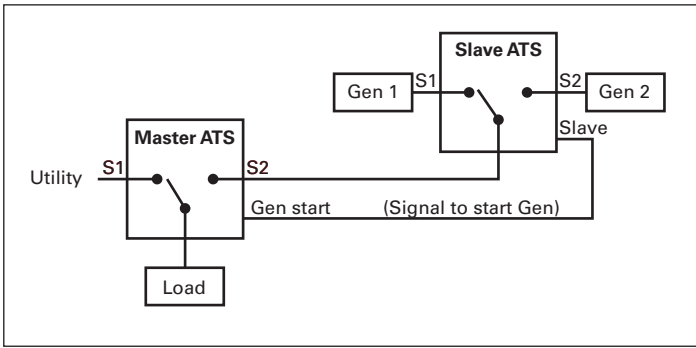 Slave ATS
Gen 1
S1
S2
Gen 2
Slave
Master ATS
Utility
S1
S2
Gen start
(Signal to start Gen)
Load